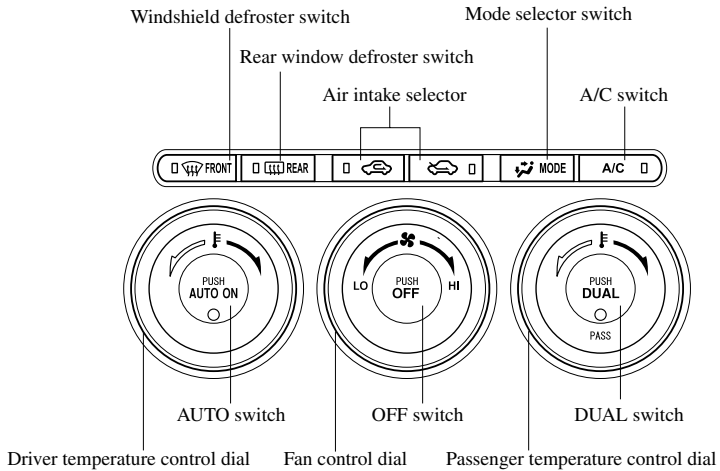 Windshield defroster switch
Mode selector switch
Rear window defroster switch
Air intake selector
A/C switch
FRONT
REAR
MODE
A/C
PUSH
AUTO ON
LO
PUSH
OFF
HI
PUSH
DUAL
PASS
AUTO switch
OFF switch
DUAL switch
Driver temperature control dial
Fan control dial
Passenger temperature control dial